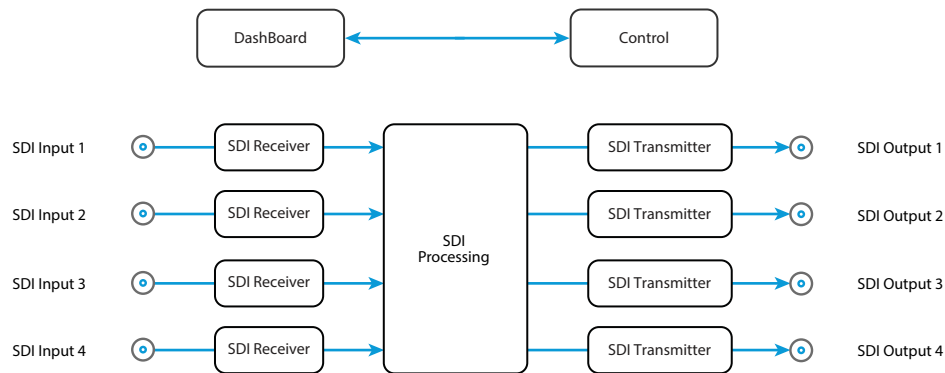 DashBoard
Control
SDI Input 1
SDI Receiver
SDI Transmitter
SDI Output 1
SDI Input 2
SDI Receiver
SDI Transmitter
SDI Output 2
SDI
Processing
SDI Input 3
SDI Receiver
SDI Transmitter
SDI Output 3
SDI Input 4
SDI Receiver
SDI Transmitter
SDI Output 4